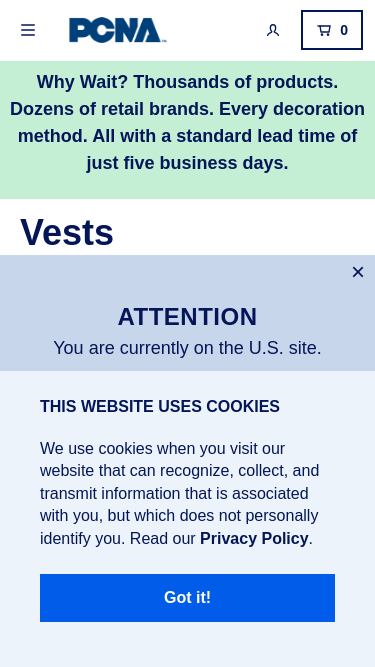 PCNA
0
Why Wait? Thousands of products.
Dozens of retail brands. Every decoration
method. All with a standard lead time of
just five business days.
Vests
ATTENTION
You are currently on the U.S. site.
THIS WEBSITE USES COOKIES
We use cookies when you visit our
website that can recognize, collect, and
transmit information that is associated
with you, but which does not personally
identify you. Read our Privacy Policy.
Got it!